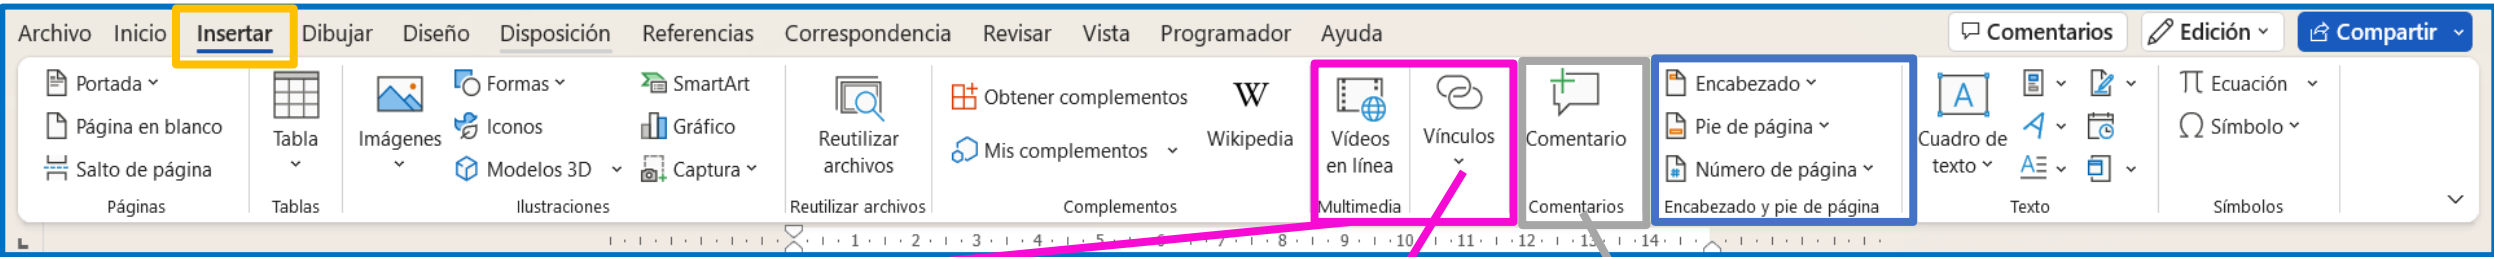 Archivo Inicio Insertar Dibujar Diseño Disposición Referencias Correspondencia Revisar Vista Programador Ayuda Comentarios Edición Compartir
Portada
Página en blanco
Salto de página
Páginas
Tabla
Tablas
Imágenes
Formas
Iconos
Modelos 3D
SmartArt
Gráfico
Captura
Ilustraciones
Reutilizar
archivos
Reutilizar archivos
Obtener complementos
Mis complementos
W
Wikipedia
Complementos
Vídeos
en línea
Multimedia
Vínculos
Comentario
Comentarios
Encabezado
Pie de página
# Número de página
Encabezado y pie de página
A
Cuadro de
texto
A
A
Texto
π Ecuación
Ω Símbolo
Símbolos
L
1 2 3 4 5 6 7 8 9 10 11 12 13 14